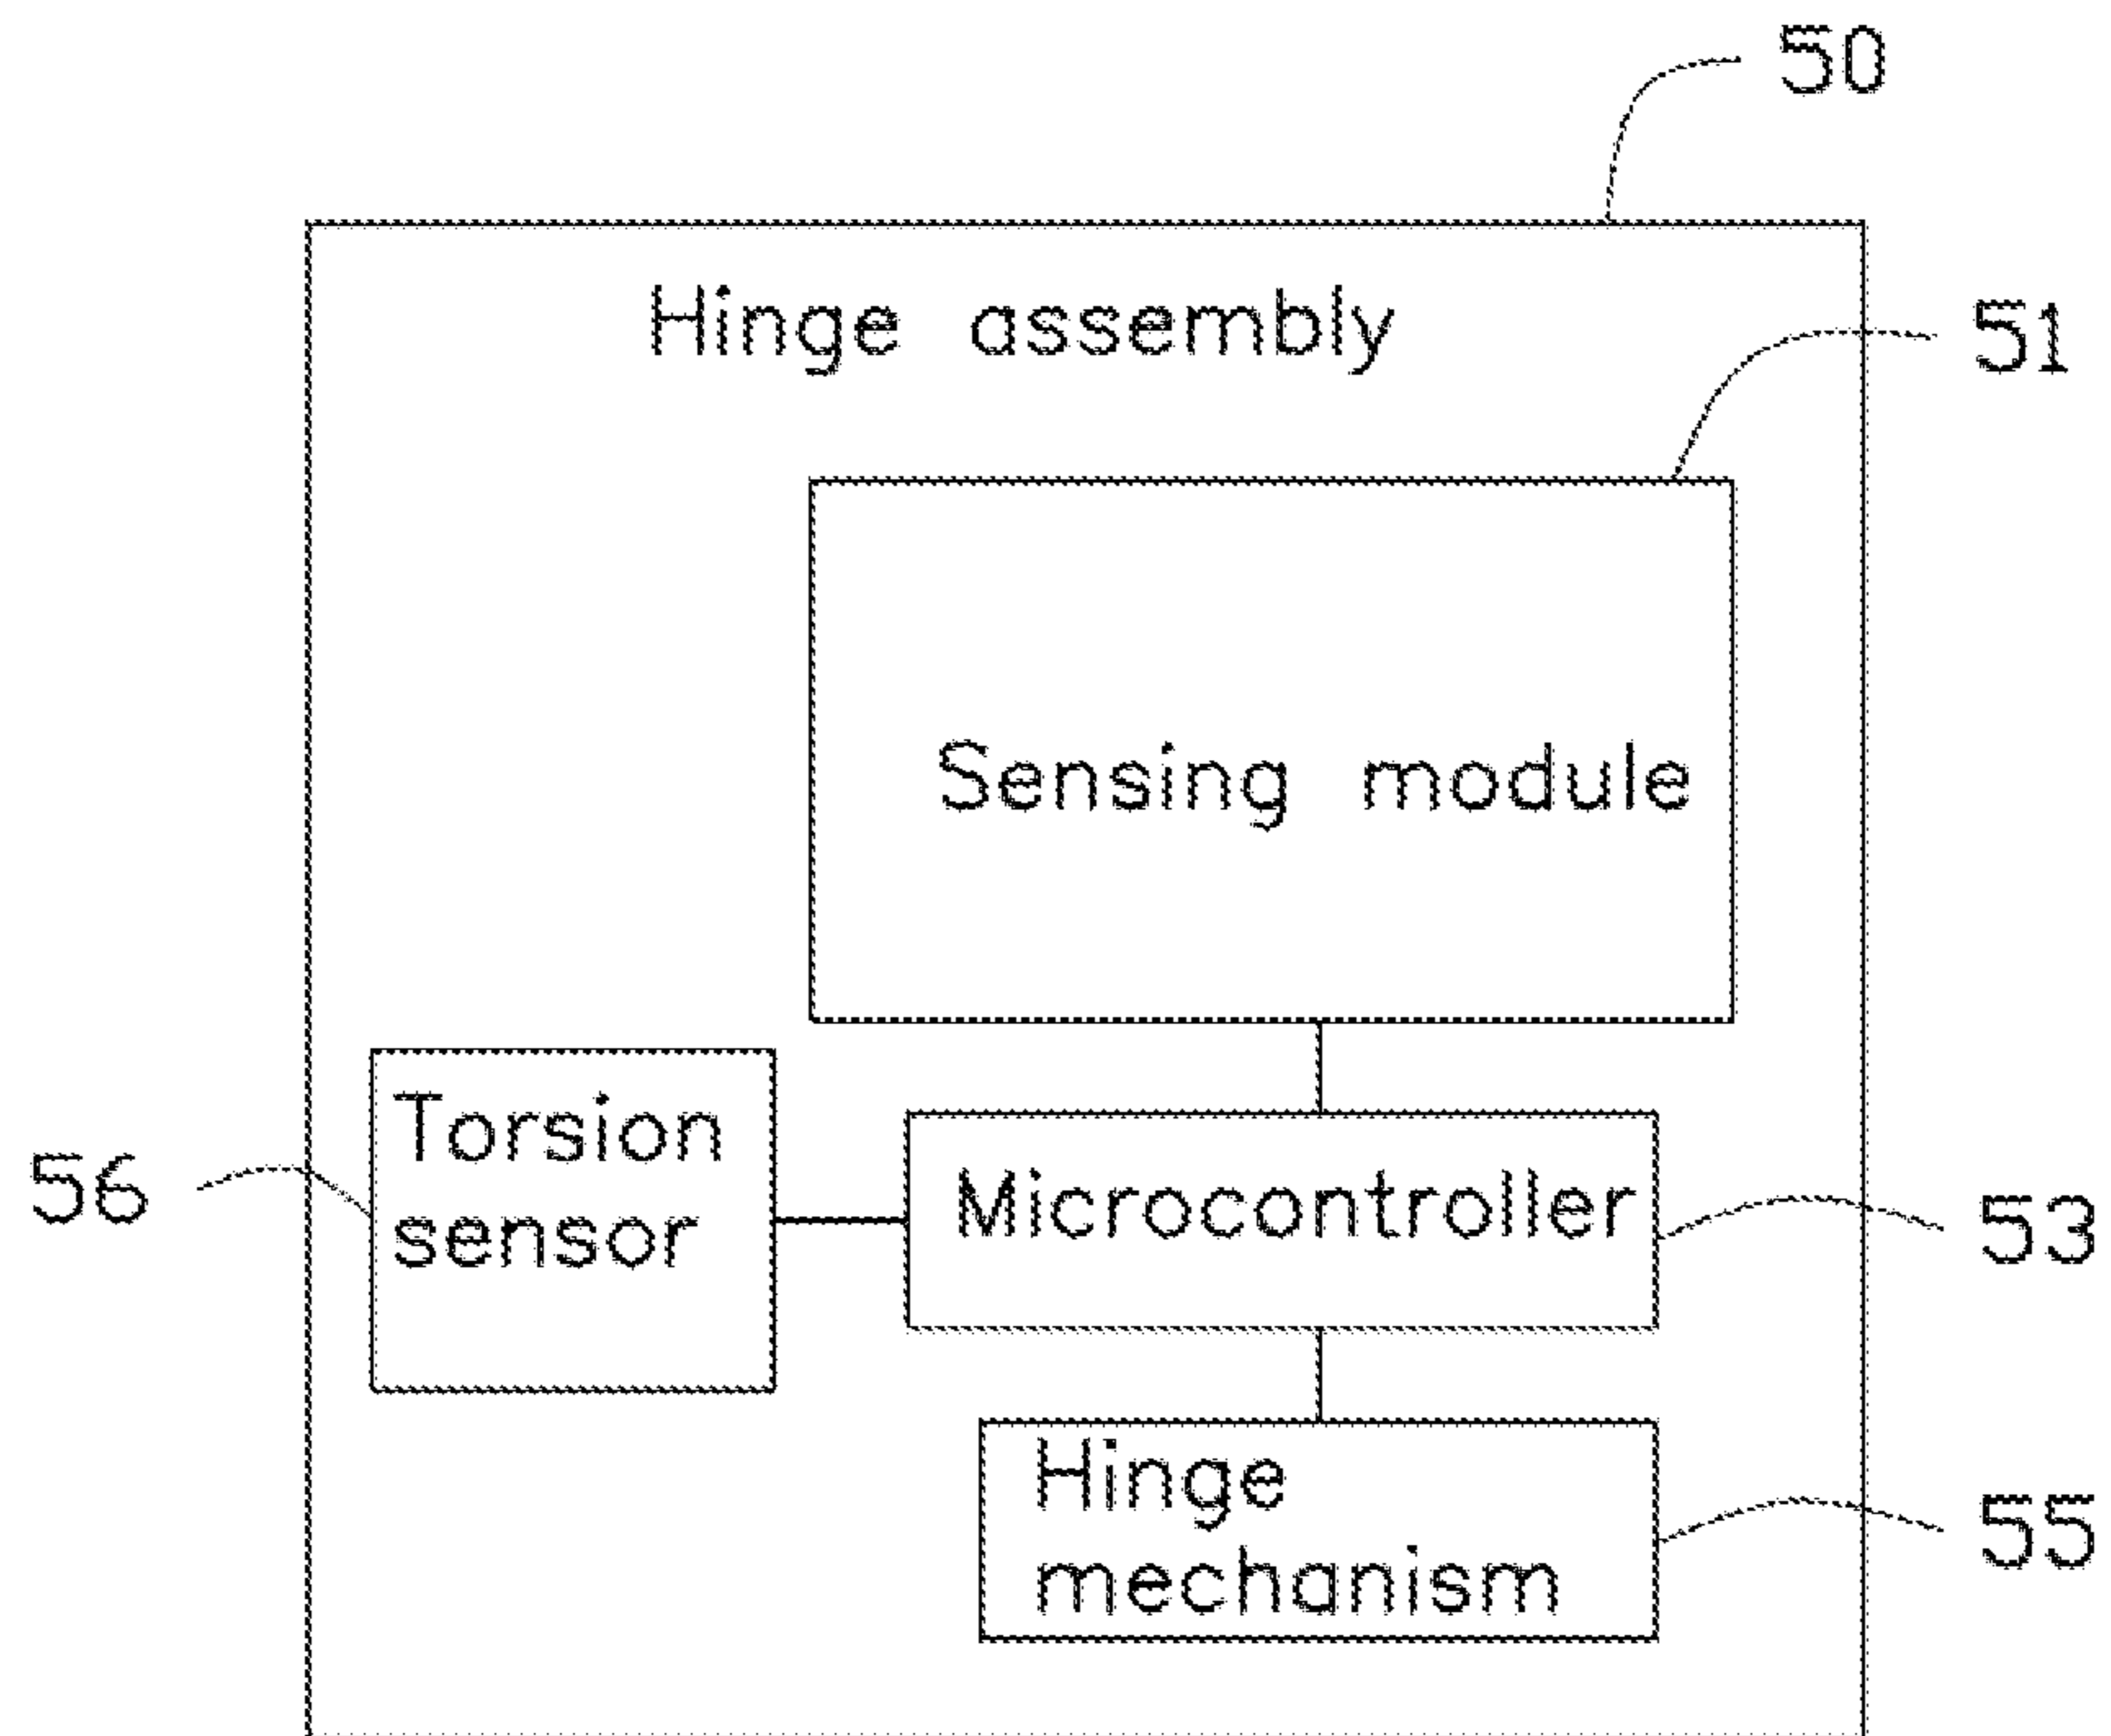 50
Hinge assembly
51
Sensing module
Torsion
sensor
56
Microcontroller
53
Hinge
mechanism
55